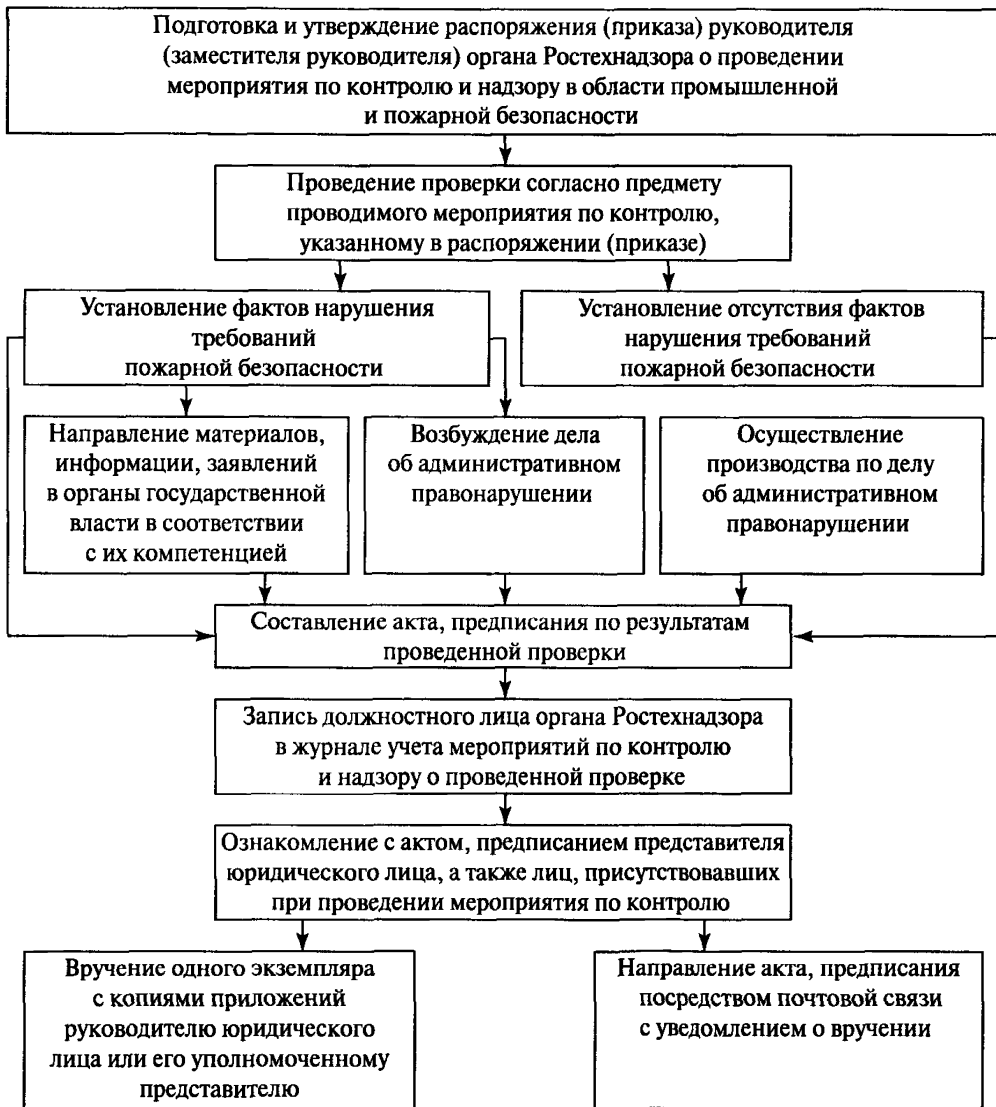 Подготовка и утверждение распоряжения (приказа) руководителя
(заместителя руководителя) органа Ростехнадзора о проведении
мероприятия по контролю и надзору в области промышленной
и пожарной безопасности
Проведение проверки согласно предмету
проводимого мероприятия по контролю,
указанному в распоряжении (приказе)
Установление фактов нарушения
требований
пожарной безопасности
Установление отсутствия фактов
нарушения требований
пожарной безопасности
Направление материалов,
информации, заявлений
в органы государственной
власти в соответствии
с их компетенцией
Возбуждение дела
об административном
правонарушении
Осуществление
производства по делу
об административном
правонарушении
Составление акта, предписания по результатам
проведенной проверки
Запись должностного лица органа Ростехнадзора
в журнале учета мероприятий по контролю
и надзору о проведенной проверке
Ознакомление с актом, предписанием представителя
юридического лица, а также лиц, присутствовавших
при проведении мероприятия по контролю
Вручение одного экземпляра
с копиями приложений
руководителю юридического
лица или его уполномоченному
представителю
Направление акта, предписания
посредством почтовой связи
с уведомлением о вручении